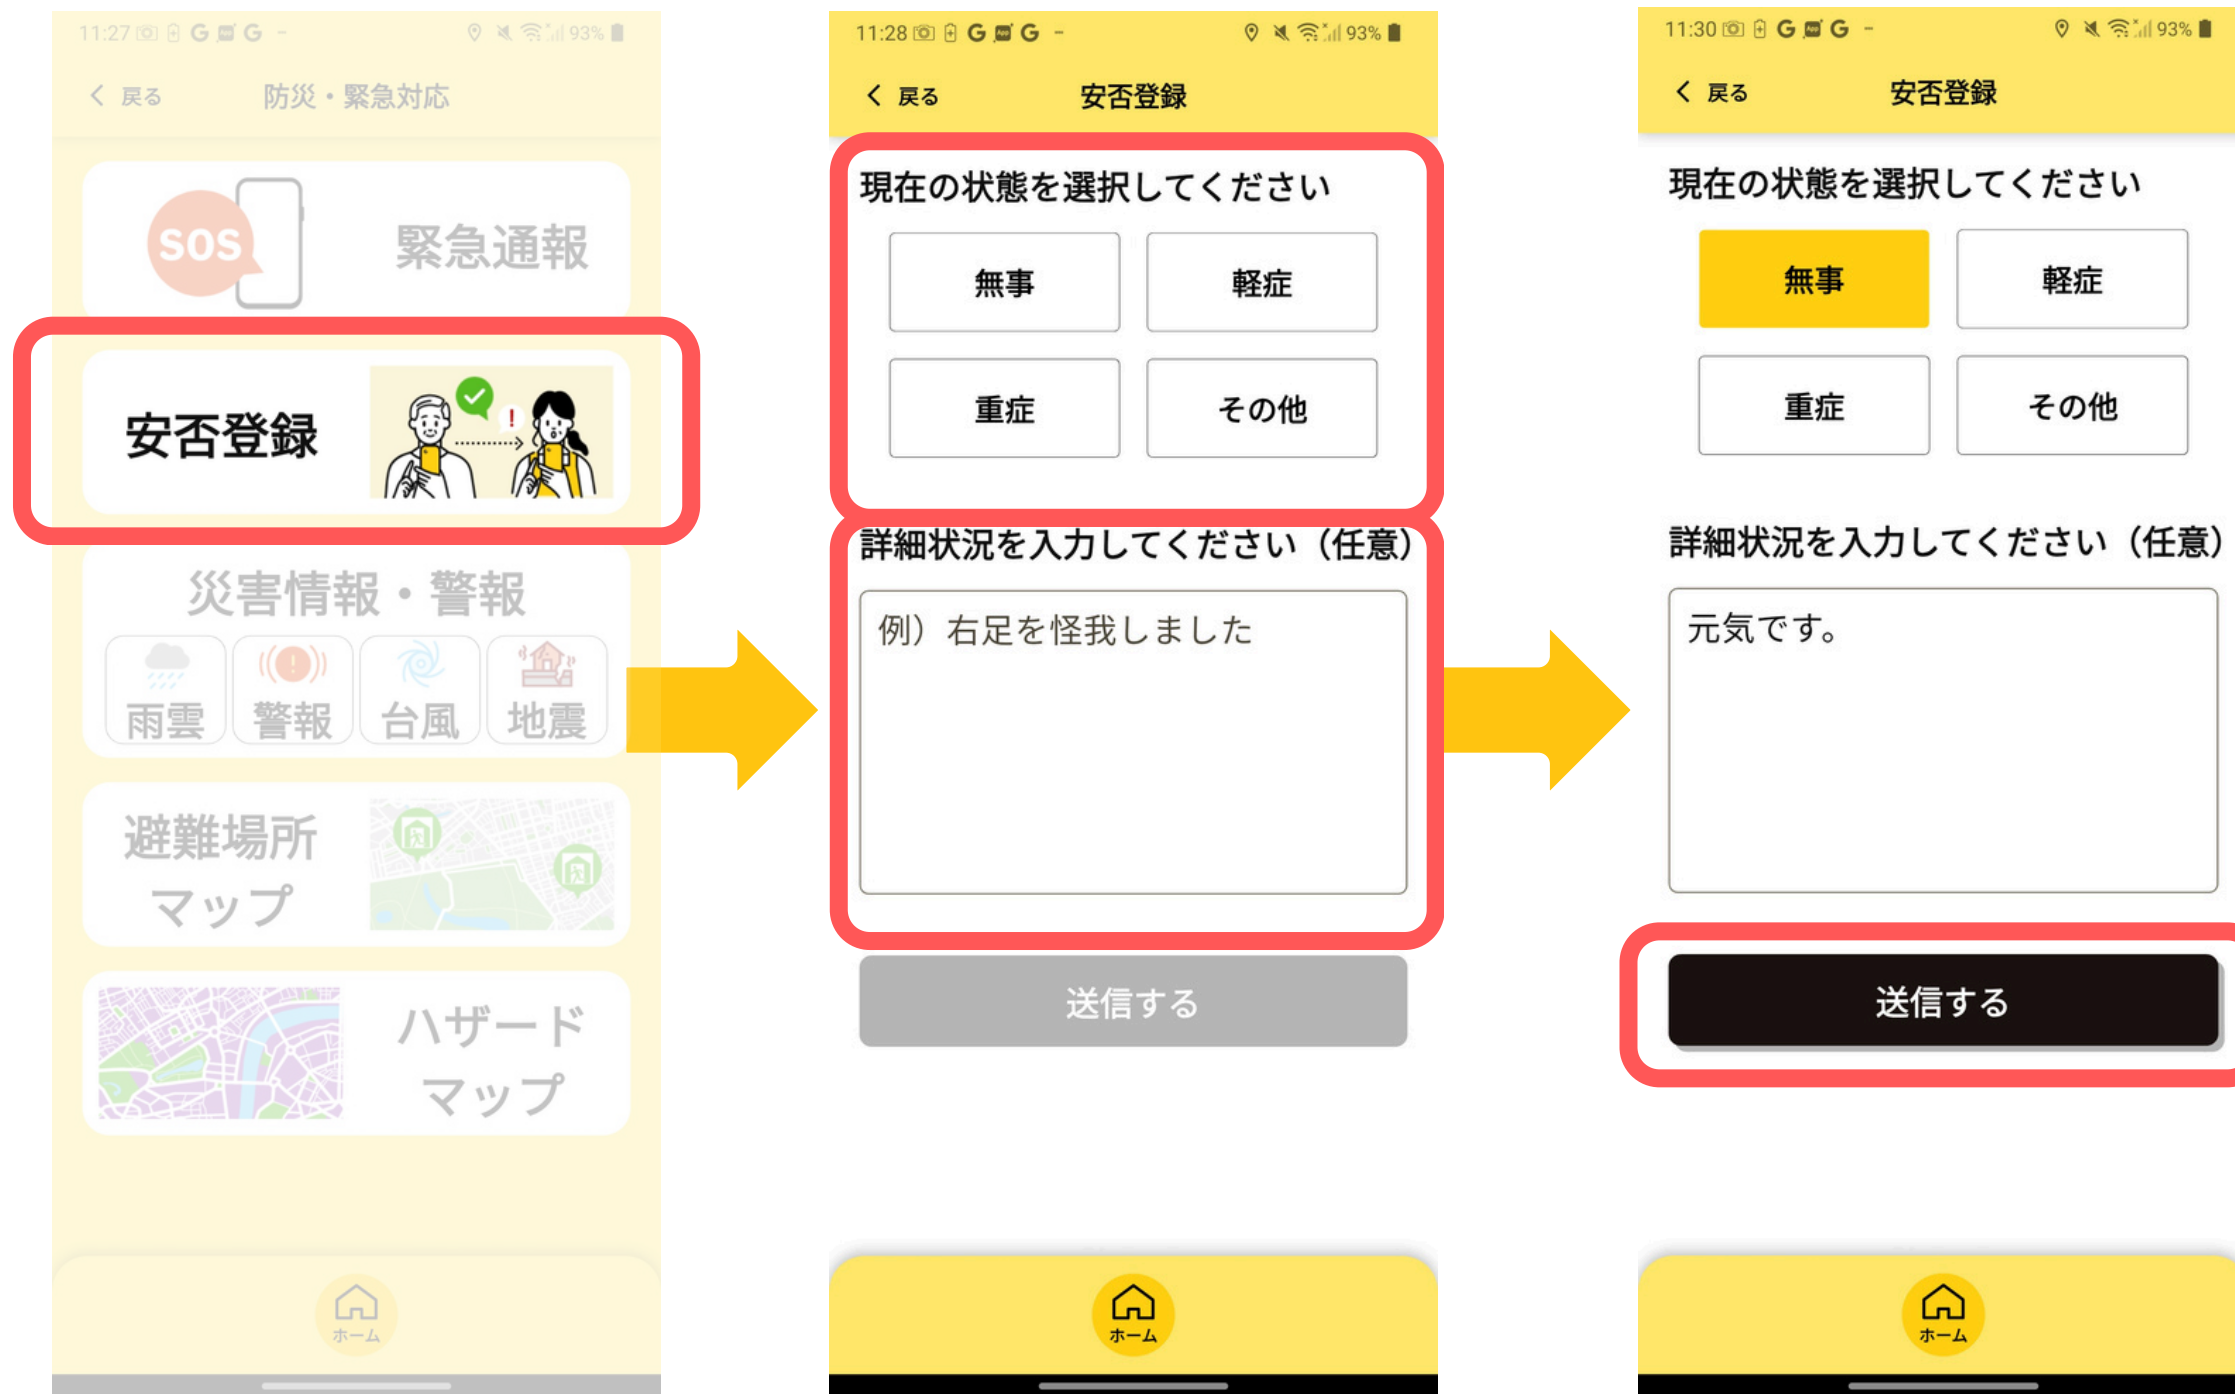 11:27
93%
戻る
防災・緊急対応
SOS
緊急通報
安否登録
!
災害情報・警報
雨雲
警報
台風
地震
避難場所
マップ
ハザード
マップ
ホーム
11:28
93%
戻る
安否登録
現在の状態を選択してください
無事
軽症
重症
その他
詳細状況を入力してください（任意）
例）右足を怪我しました
送信する
ホーム
11:30
93%
戻る
安否登録
現在の状態を選択してください
無事
軽症
重症
その他
詳細状況を入力してください（任意）
元気です。
送信する
ホーム